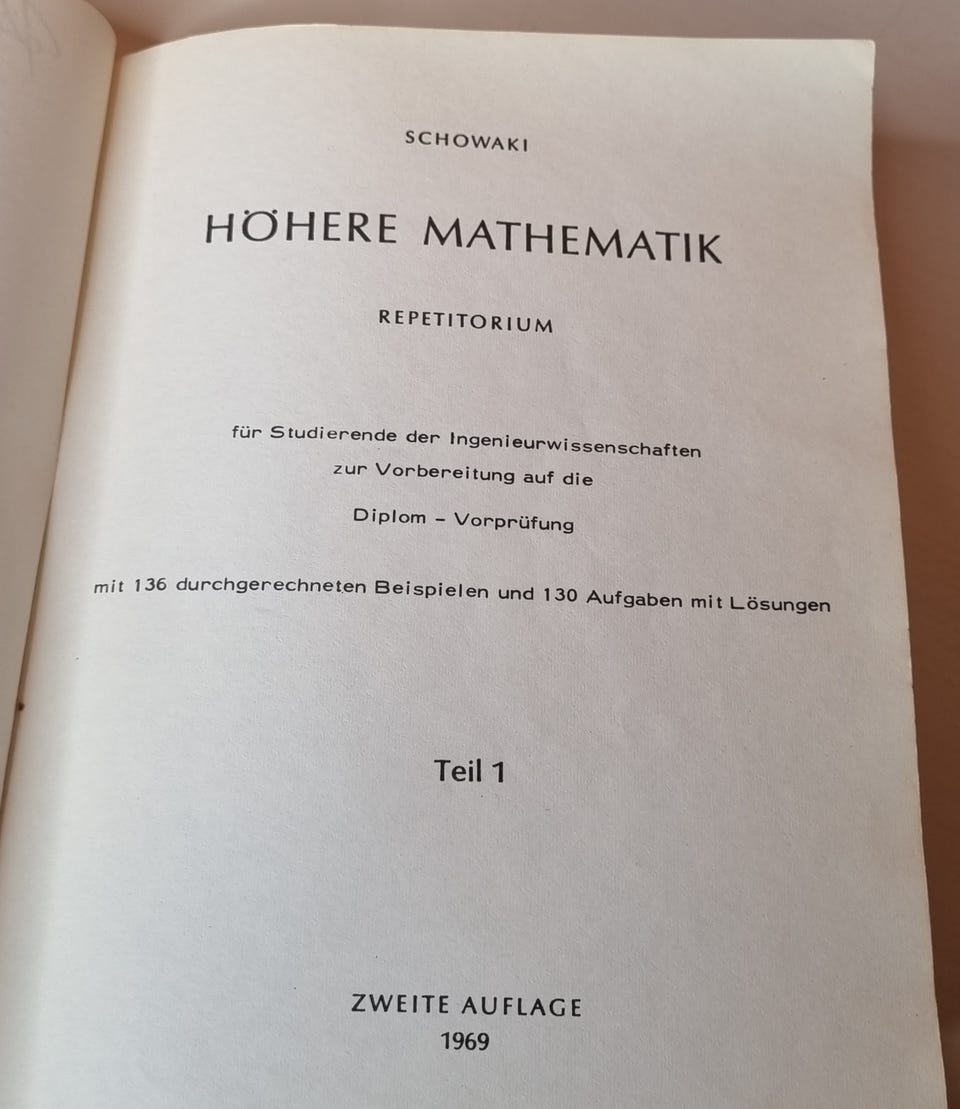 SCHOWAKI
HÖHERE MATHEMATIK
REPETITORIUM
für Studierende der Ingenieurwissenschaften
zur Vorbereitung auf die
Diplom – Vorprüfung
mit 136 durchgerechneten Beispielen und 130 Aufgaben mit Lösungen
Teil 1
ZWEITE AUFLAGE
1969